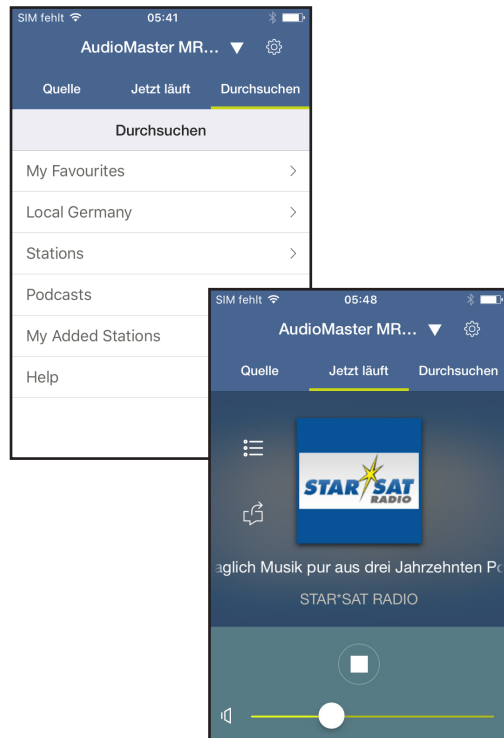 SIM fehlt 05:41
AudioMaster MR... ▼
Quelle Jetzt läuft Durchsuchen
Durchsuchen
My Favourites
Local Germany
Stations
Podcasts
My Added Stations
Help
SIM fehlt 05:48
AudioMaster MR... ▼
Quelle Jetzt läuft Durchsuchen
STAR SAT
RADIO
aglich Musik pur aus drei Jahrzehnten Po
STAR*SAT RADIO